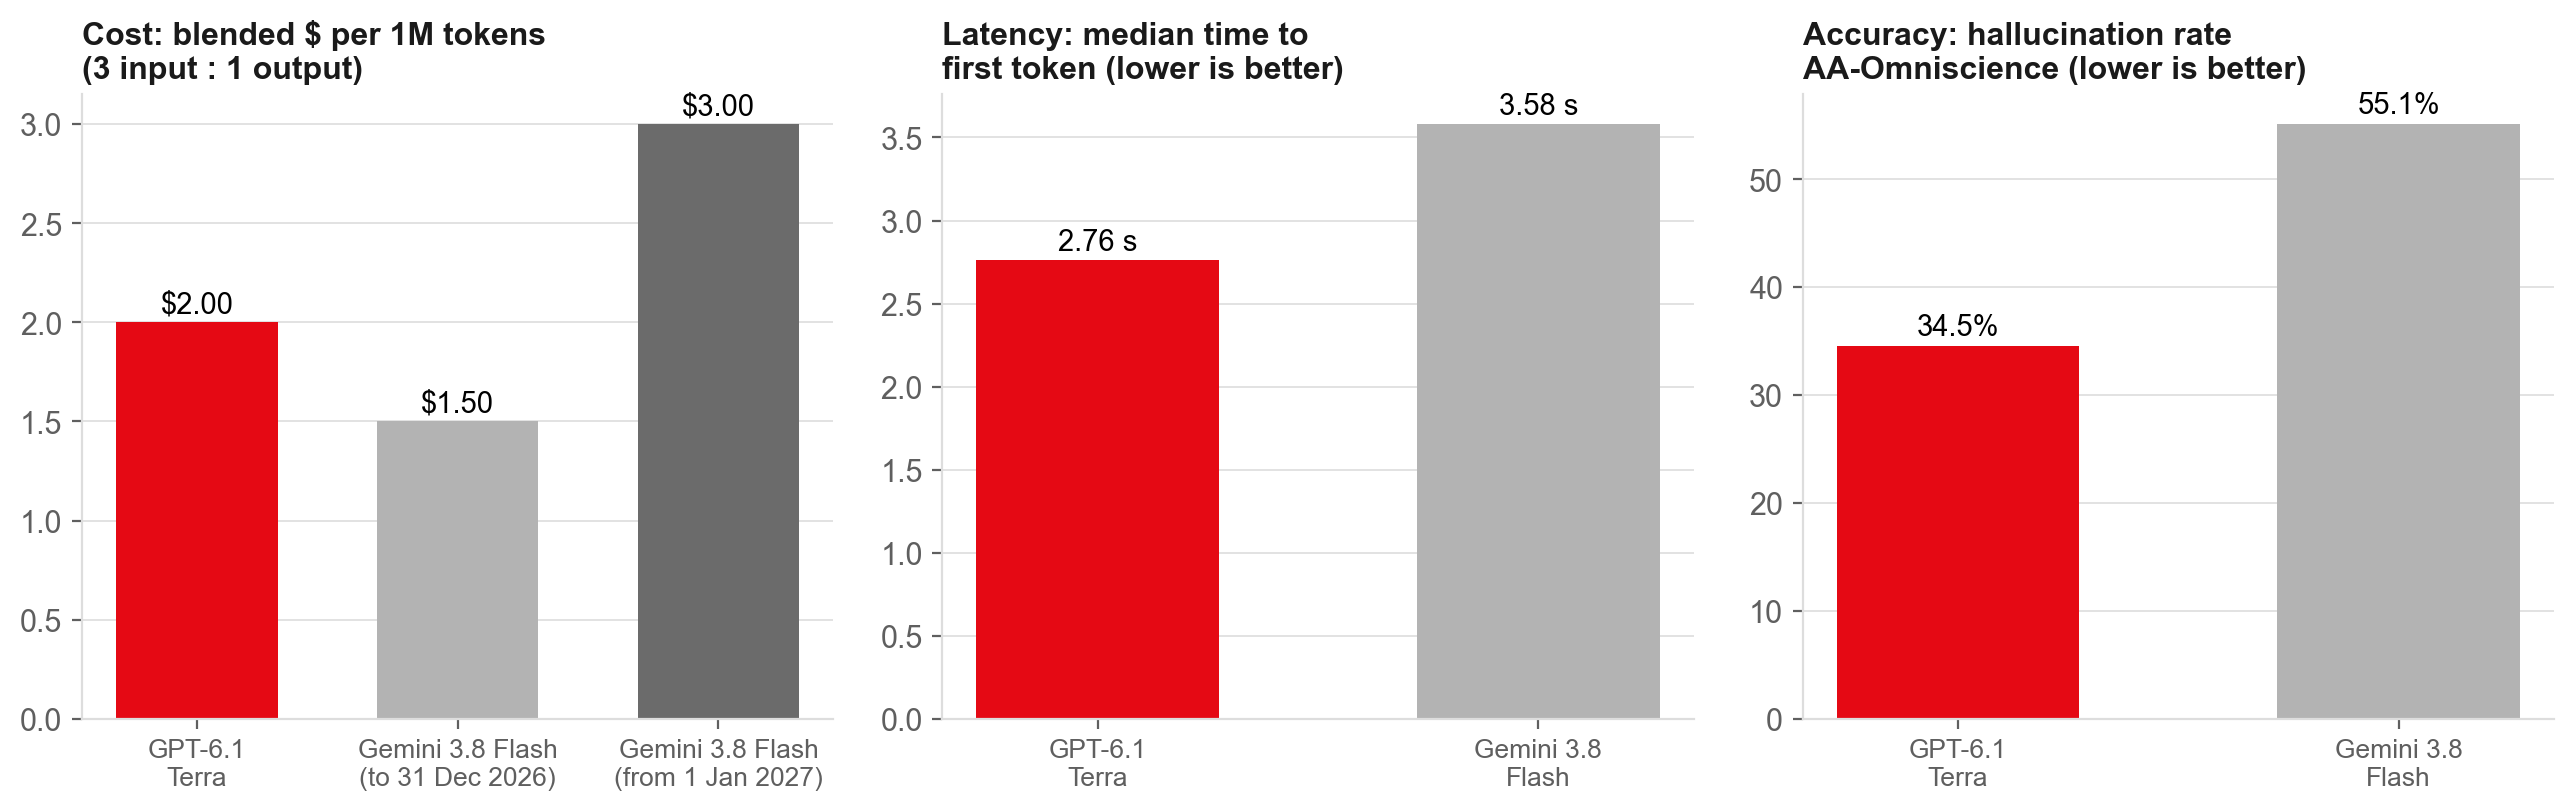 Cost: blended $ per 1M tokens
(3 input : 1 output)
3.0
2.5
2.0
1.5
1.0
0.5
0.0
$2.00
$1.50
$3.00
GPT-6.1
Terra
Gemini 3.8 Flash
(to 31 Dec 2026)
Gemini 3.8 Flash
(from 1 Jan 2027)
Latency: median time to
first token (lower is better)
3.5
3.0
2.5
2.0
1.5
1.0
0.5
0.0
2.76 s
3.58 s
GPT-6.1
Terra
Gemini 3.8
Flash
Accuracy: hallucination rate
AA-Omniscience (lower is better)
50
40
30
20
10
0
34.5%
55.1%
GPT-6.1
Terra
Gemini 3.8
Flash